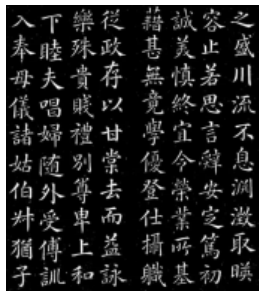 之盛川流不息淵澂取暎
容止若思言辭安定篤初
誠美慎終宜令榮業所基
藉甚無竟學優登仕攝職
從政存以甘棠去而益詠
樂殊貴賤禮別尊卑上和
下睦夫唱婦随外受傅訓
入奉母儀諸姑伯叔猶子